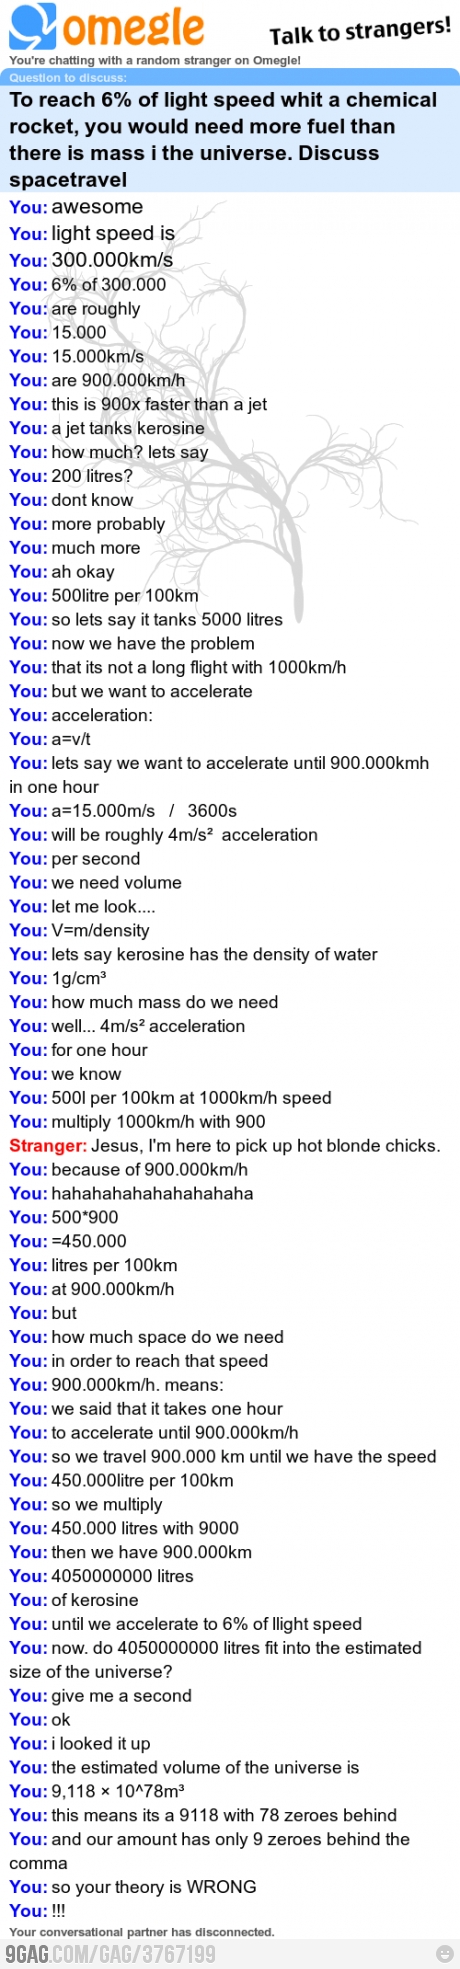 omegle
Talk to strangers!
You're chatting with a random stranger on Omegle!
Question to discuss:
To reach 6% of light speed whit a chemical
rocket, you would need more fuel than
there is mass i the universe. Discuss
spacetravel
You: awesome
You: light speed is
You: 300.000km/s
You: 6% of 300.000
You: are roughly
You: 15.000
You: 15.000km/s
You: are 900.000km/h
You: this is 900x faster than a jet
You: a jet tanks kerosine
You: how much? lets say
You: 200 litres?
You: dont know
You: more probably
You: much more
You: ah okay
You: 500litre per 100km
You: so lets say it tanks 5000 litres
You: now we have the problem
You: that its not a long flight with 1000km/h
You: but we want to accelerate
You: acceleration:
You: a=v/t
You: lets say we want to accelerate until 900.000kmh
in one hour
You: a=15.000m/s / 3600s
You: will be roughly 4m/s² acceleration
You: per second
You: we need volume
You: let me look....
You: V=m/density
You: lets say kerosine has the density of water
You: 1g/cm³
You: how much mass do we need
You: well... 4m/s² acceleration
You: for one hour
You: we know
You: 500l per 100km at 1000km/h speed
You: multiply 1000km/h with 900
Stranger: Jesus, I'm here to pick up hot blonde chicks.
You: because of 900.000km/h
You: hahahahahahahahahaha
You: 500*900
You: =450.000
You: litres per 100km
You: at 900.000km/h
You: but
You: how much space do we need
You: in order to reach that speed
You: 900.000km/h. means:
You: we said that it takes one hour
You: to accelerate until 900.000km/h
You: so we travel 900.000 km until we have the speed
You: 450.000litre per 100km
You: so we multiply
You: 450.000 litres with 9000
You: then we have 900.000km
You: 4050000000 litres
You: of kerosine
You: until we accelerate to 6% of llight speed
You: now. do 4050000000 litres fit into the estimated
size of the universe?
You: give me a second
You: ok
You: i looked it up
You: the estimated volume of the universe is
You: 9,118 × 10^78m³
You: this means its a 9118 with 78 zeroes behind
You: and our amount has only 9 zeroes behind the
comma
You: so your theory is WRONG
You: !!!
Your conversational partner has disconnected.
9GAG.COM/GAG/3767199